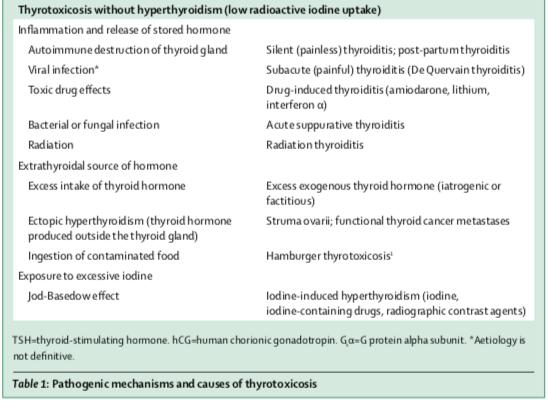 Thyrotoxicosis without hyperthyroidism (low radioactive iodine uptake)
Inflammation and release of stored hormone
Autoimmune destruction of thyroid gland Silent (painless) thyroiditis; post-partum thyroiditis
Viral infection* Subacute (painful) thyroiditis (De Quervain thyroiditis)
Toxic drug effects Drug-induced thyroiditis (amiodarone, lithium,
interferon α)
Bacterial or fungal infection Acute suppurative thyroiditis
Radiation Radiation thyroiditis
Extrathyroidal source of hormone
Excess intake of thyroid hormone Excess exogenous thyroid hormone (iatrogenic or
factitious)
Ectopic hyperthyroidism (thyroid hormone Struma ovarii; functional thyroid cancer metastases
produced outside the thyroid gland)
Ingestion of contaminated food Hamburger thyrotoxicosis¹
Exposure to excessive iodine
Jod-Basedow effect Iodine-induced hyperthyroidism (iodine,
iodine-containing drugs, radiographic contrast agents)
TSH=thyroid-stimulating hormone. hCG=human chorionic gonadotropin. Gsα=G protein alpha subunit. *Aetiology is
not definitive.
Table 1: Pathogenic mechanisms and causes of thyrotoxicosis